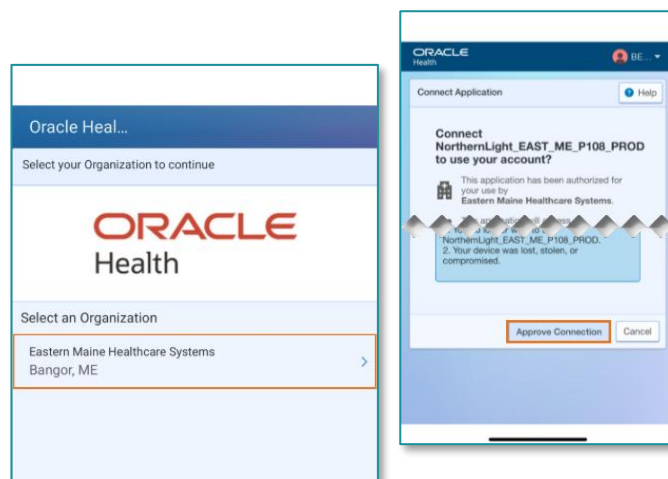 Oracle Heal...
Select your Organization to continue
ORACLE
Health
Select an Organization
Eastern Maine Healthcare Systems
Bangor, ME
ORACLE
Health
BE...
Connect Application
Help
Connect
NorthernLight_EAST_ME_P108_PROD
to use your account?
This application has been authorized for
your use by
Eastern Maine Healthcare Systems.
NorthernLight_EAST_ME_P108_PROD.
2. Your device was lost, stolen, or
compromised.
Approve Connection
Cancel